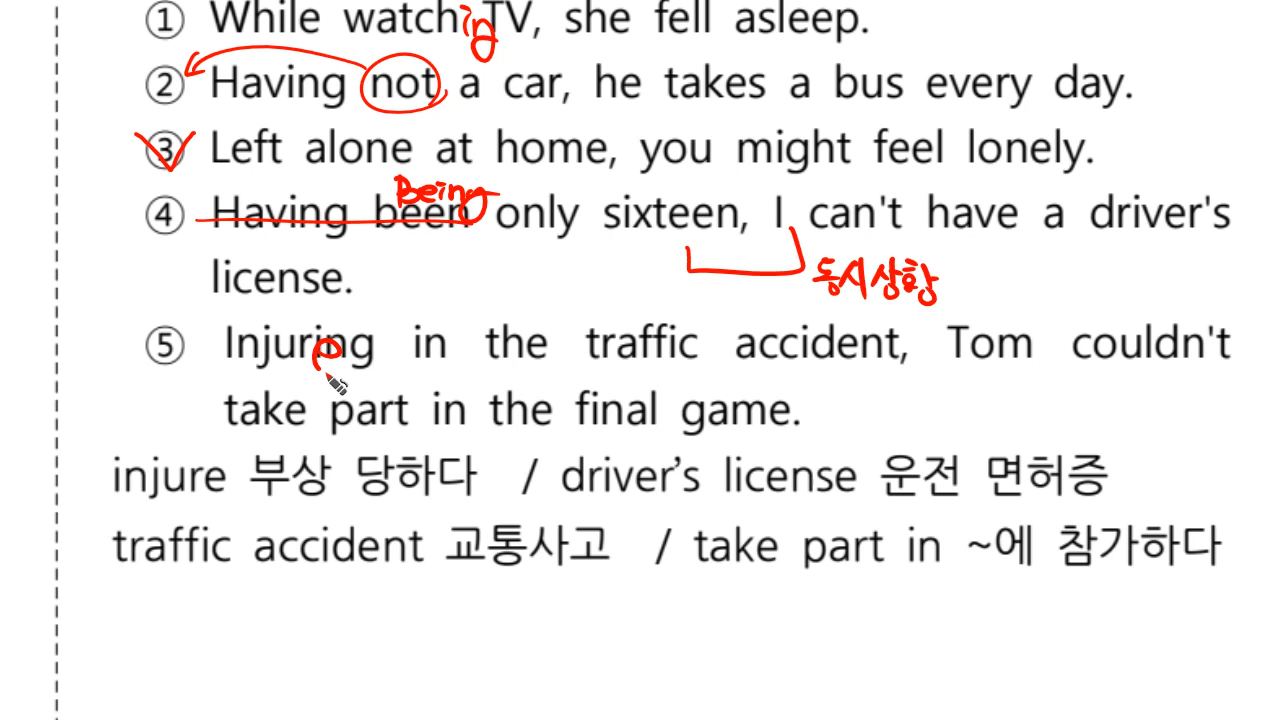 ① While watch TV, she fell asleep.
ing
② Having not a car, he takes a bus every day.
③ Left alone at home, you might feel lonely.
Being
④ Having been only sixteen, I can't have a driver's
license.
동시상황
⑤ Injuring in the traffic accident, Tom couldn't
take part in the final game.
injure 부상 당하다 / driver’s license 운전 면허증
traffic accident 교통사고 / take part in ~에 참가하다